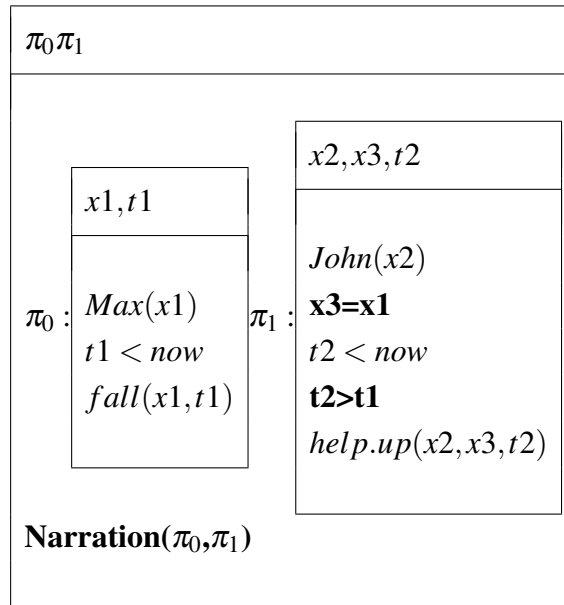 π₀π₁
x1,t1
π₀ :
Max(x1)
t1 < now
fall(x1,t1)
x2,x3,t2
π₁ :
John(x2)
x3=x1
t2 < now
t2>t1
help.up(x2,x3,t2)
Narration(π₀,π₁)